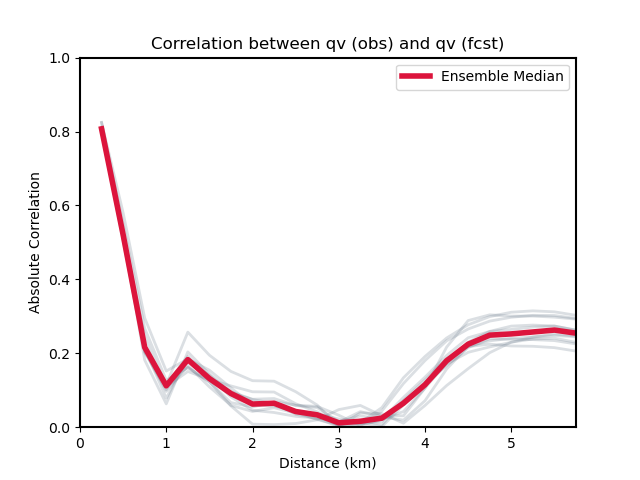 Correlation between qv (obs) and qv (fcst)
1.0
Ensemble Median
0.8
0.6
Absolute Correlation
0.4
0.2
0.0
0 1 2 3 4 5
Distance (km)